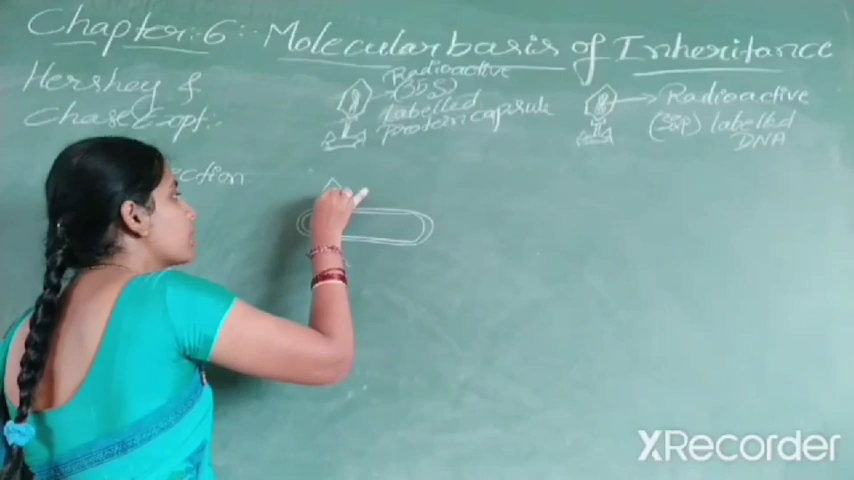 Chapter:-6:- Molecular basis of Inheritance
Hershey &
Chase Expt:-
Radioactive
(35S)
Labelled
Protein capsule
Radioactive
(32P) labelled
DNA
XRecorder